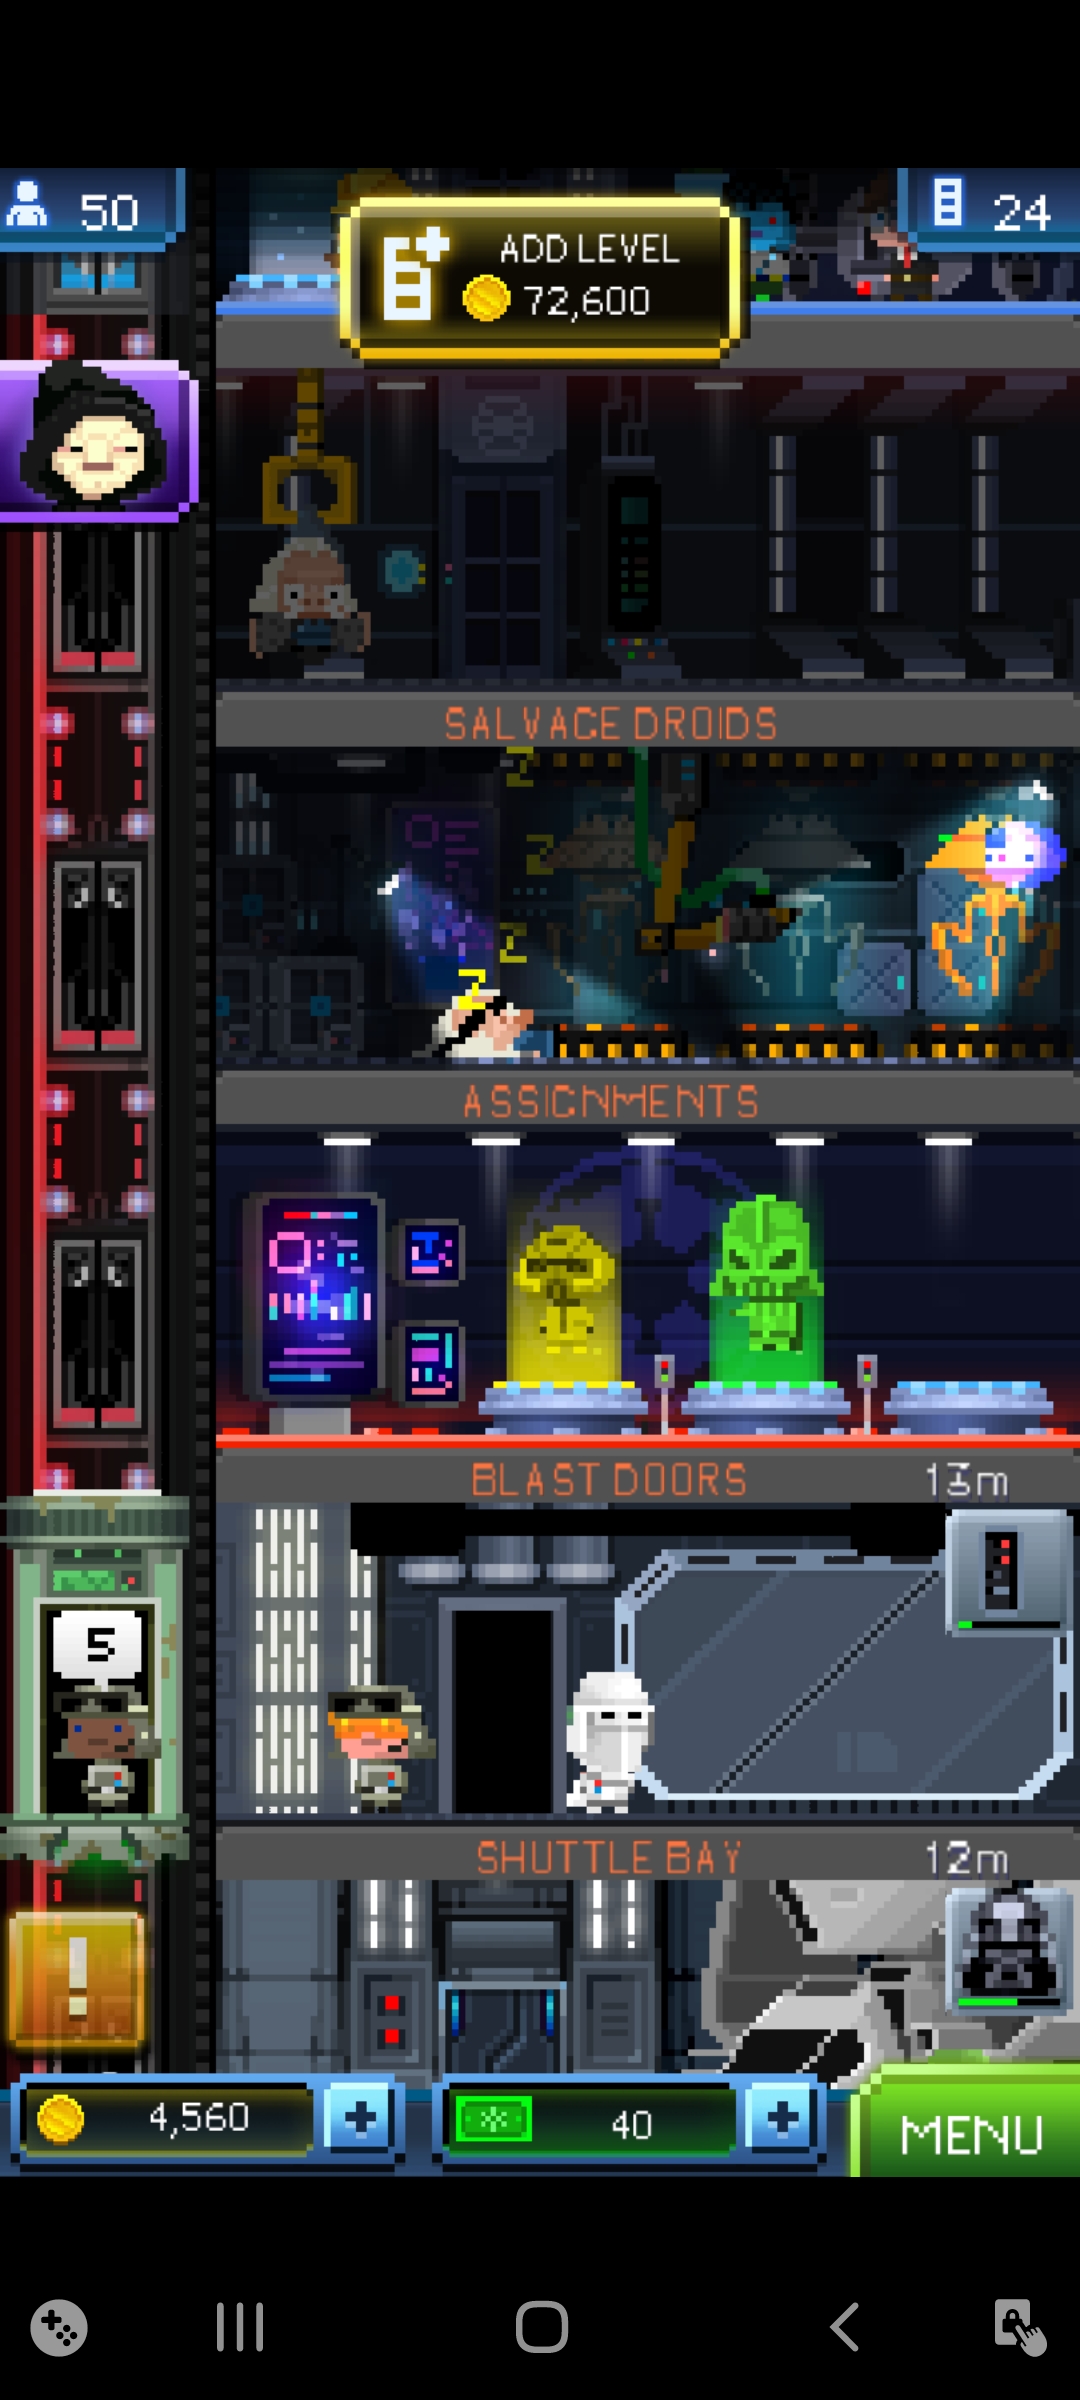 50
24
ADD LEVEL
72,600
SALVAGE DROIDS
Z
Z
Z
Z
ASSIGNMENTS
BLAST DOORS 13m
5
SHUTTLE BAY 12m
!
4,560
40
MENU